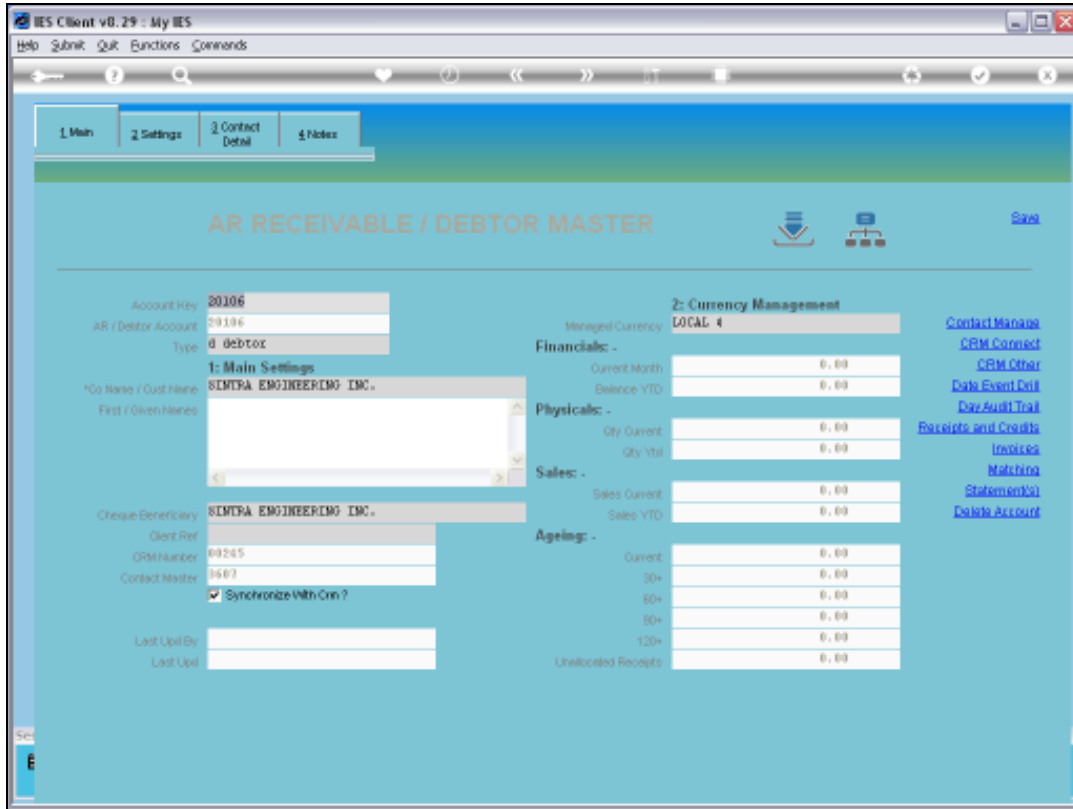 IES Client v8.29 : My IES
Help Submit Quit Functions Commands
1 Main
2 Settings
3 Contact
Detail
4 Notes
AR RECEIVABLE / DEBTOR MASTER
Save
Account Key 20106
AR / Debtor Account 20106
Type d debtor
1: Main Settings
*Co Name / Cust Name SINTRA ENGINEERING INC.
First / Given Names
Cheque Beneficiary SINTRA ENGINEERING INC.
Client Ref
CRM Number 00245
Contact Master 3607
Synchronize With Crm ?
Last Upd By
Last Upd
2: Currency Management
Managed Currency LOCAL 4
Financials: -
Current Month 0.00
Balance YTD 0.00
Physicals: -
Qty Current 0.00
Qty Ytd 0.00
Sales: -
Sales Current 0.00
Sales YTD 0.00
Ageing: -
Current 0.00
30+ 0.00
60+ 0.00
90+ 0.00
120+ 0.00
Unallocated Receipts 0.00
Contact Manage
CRM Connect
CRM Other
Date Event Drill
Day Audit Trail
Receipts and Credits
Invoices
Matching
Statement(s)
Delete Account